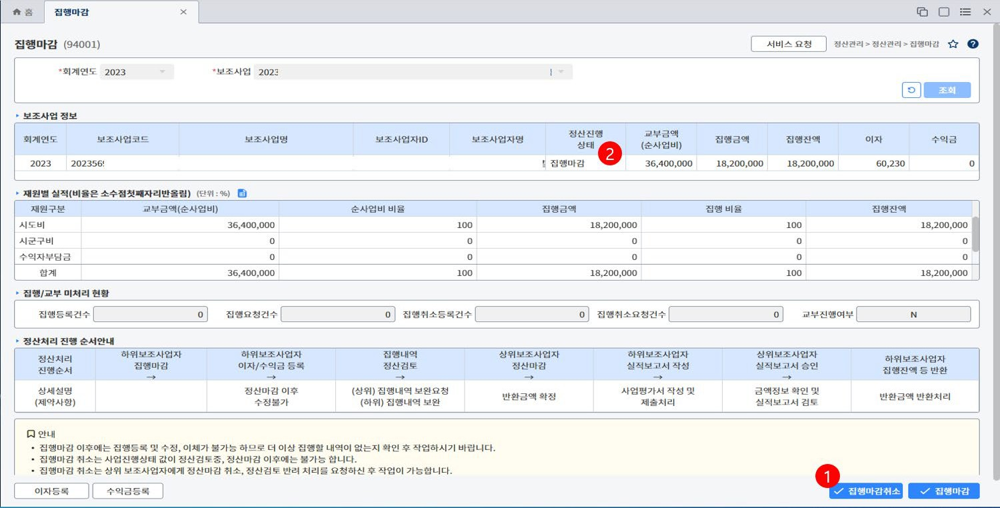 홈 집행마감
집행마감 (94001) 서비스 요청 정산관리 > 정산관리 > 집행마감
*회계연도 2023 *보조사업 2023
조회
보조사업 정보
회계연도 보조사업코드 보조사업명 보조사업자ID 보조사업자명 정산진행 상태 교부금액 (순사업비) 집행금액 집행잔액 이자 수익금
2023 202356 집행마감 2 36,400,000 18,200,000 18,200,000 60,230 0
재원별 실적(비율은 소수점첫째자리반올림) (단위 : %)
재원구분 교부금액(순사업비) 순사업비 비율 집행금액 집행 비율 집행잔액
시도비 36,400,000 100 18,200,000 100 18,200,000
시군구비 0 0 0 0 0
수익자부담금 0 0 0 0 0
합계 36,400,000 100 18,200,000 100 18,200,000
집행/교부 미처리 현황
집행등록건수 0 집행요청건수 0 집행취소등록건수 0 집행취소요청건수 0 교부진행여부 N
정산처리 진행 순서안내
정산처리 하위보조사업자 하위보조사업자 집행내역 상위보조사업자 하위보조사업자 상위보조사업자 하위보조사업자
진행순서 집행마감 이자/수익금 등록 정산검토 정산마감 실적보고서 작성 실적보고서 승인 집행잔액 등 반환
→ → → → → →
상세설명 정산마감 이후 (상위) 집행내역 보완요청 반환금액 확정 사업평가서 작성 및 금액정보 확인 및 반환금액 반환처리
(제약사항) 수정불가 (하위) 집행내역 보완 제출처리 실적보고서 검토
안내
• 집행마감 이후에는 집행등록 및 수정, 이체가 불가능 하므로 더 이상 집행할 내역이 없는지 확인 후 작업하시기 바랍니다.
• 집행마감 취소는 사업진행상태 값이 정산검토중, 정산마감 이후에는 불가능 합니다.
• 집행마감 취소는 상위 보조사업자에게 정산마감 취소, 정산검토 반려 처리를 요청하신 후 작업이 가능합니다.
1
이자등록 수익금등록 집행마감취소 집행마감